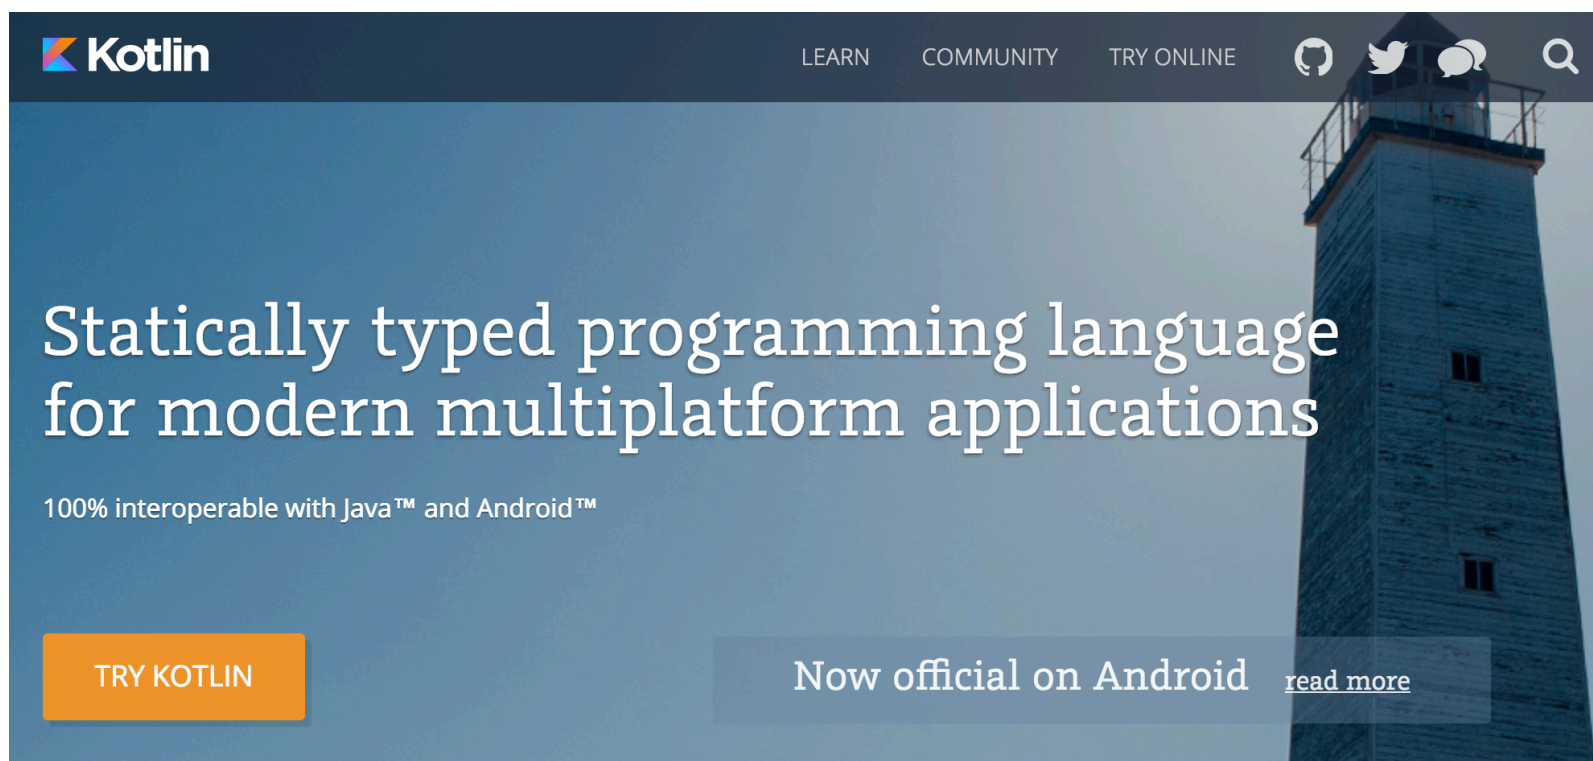 Kotlin
LEARN COMMUNITY TRY ONLINE
Statically typed programming language
for modern multiplatform applications
100% interoperable with Java™ and Android™
TRY KOTLIN
Now official on Android read more